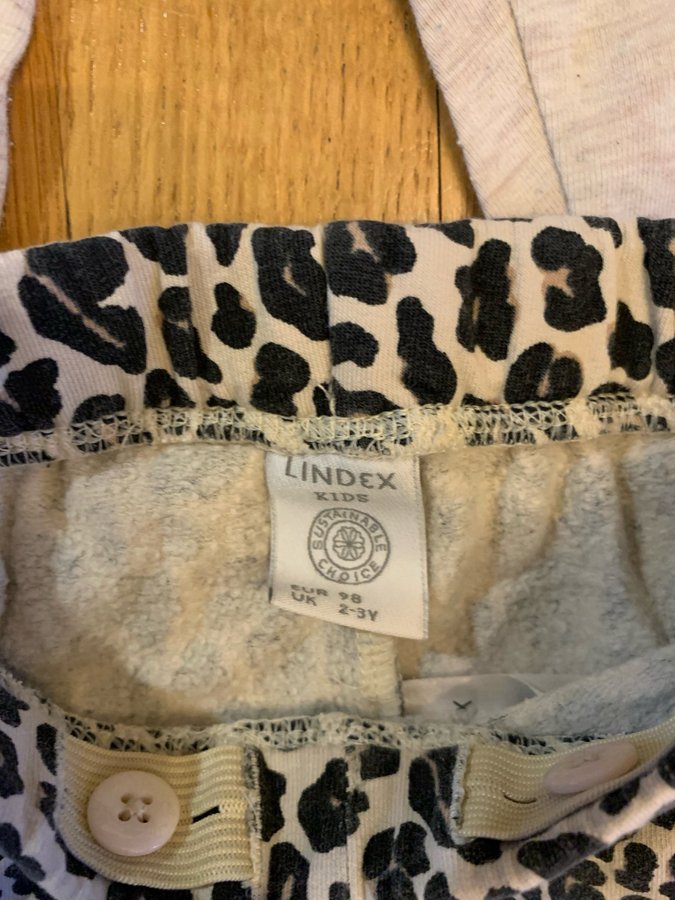 LINDEX
KIDS
SUSTAINABLE
CHOICE
EUR 98
UK 2-3Y